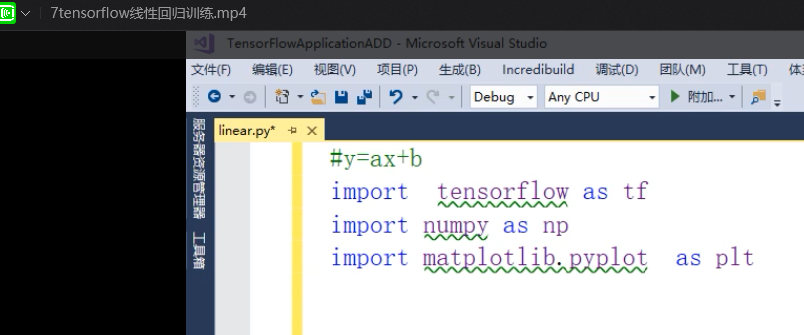 7tensorflow线性回归训练.mp4
TensorFlowApplicationADD - Microsoft Visual Studio
文件(F) 编辑(E) 视图(V) 项目(P) 生成(B) Incredibuild 调试(D) 团队(M) 工具(T)
Debug Any CPU 附加...
linear.py*
服务器资源管理器
工具箱
#y=ax+b
import tensorflow as tf
import numpy as np
import matplotlib.pyplot as plt